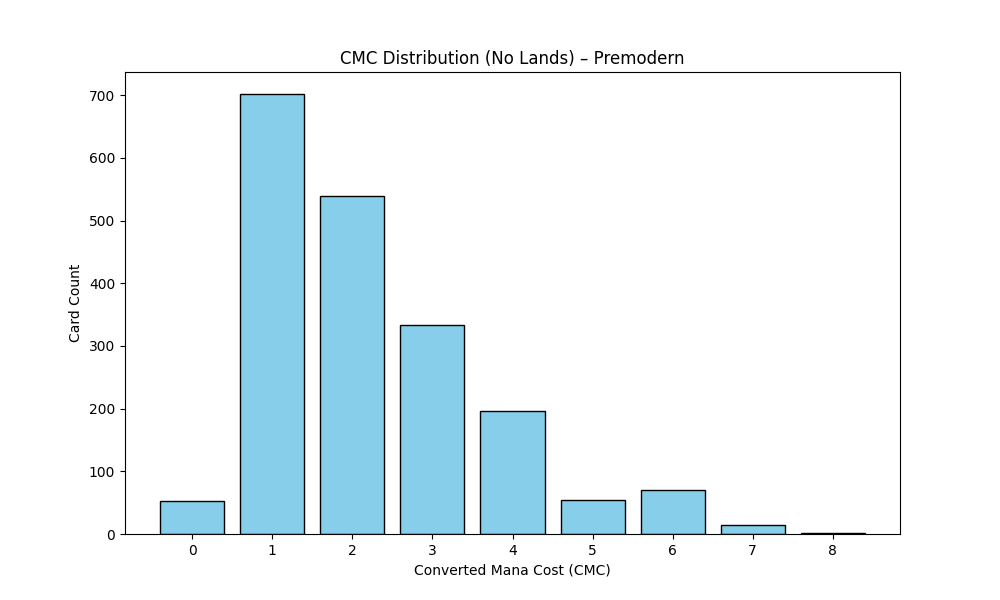 CMC Distribution (No Lands) – Premodern
700
600
500
400
300
200
100
0
Card Count
0 1 2 3 4 5 6 7 8
Converted Mana Cost (CMC)